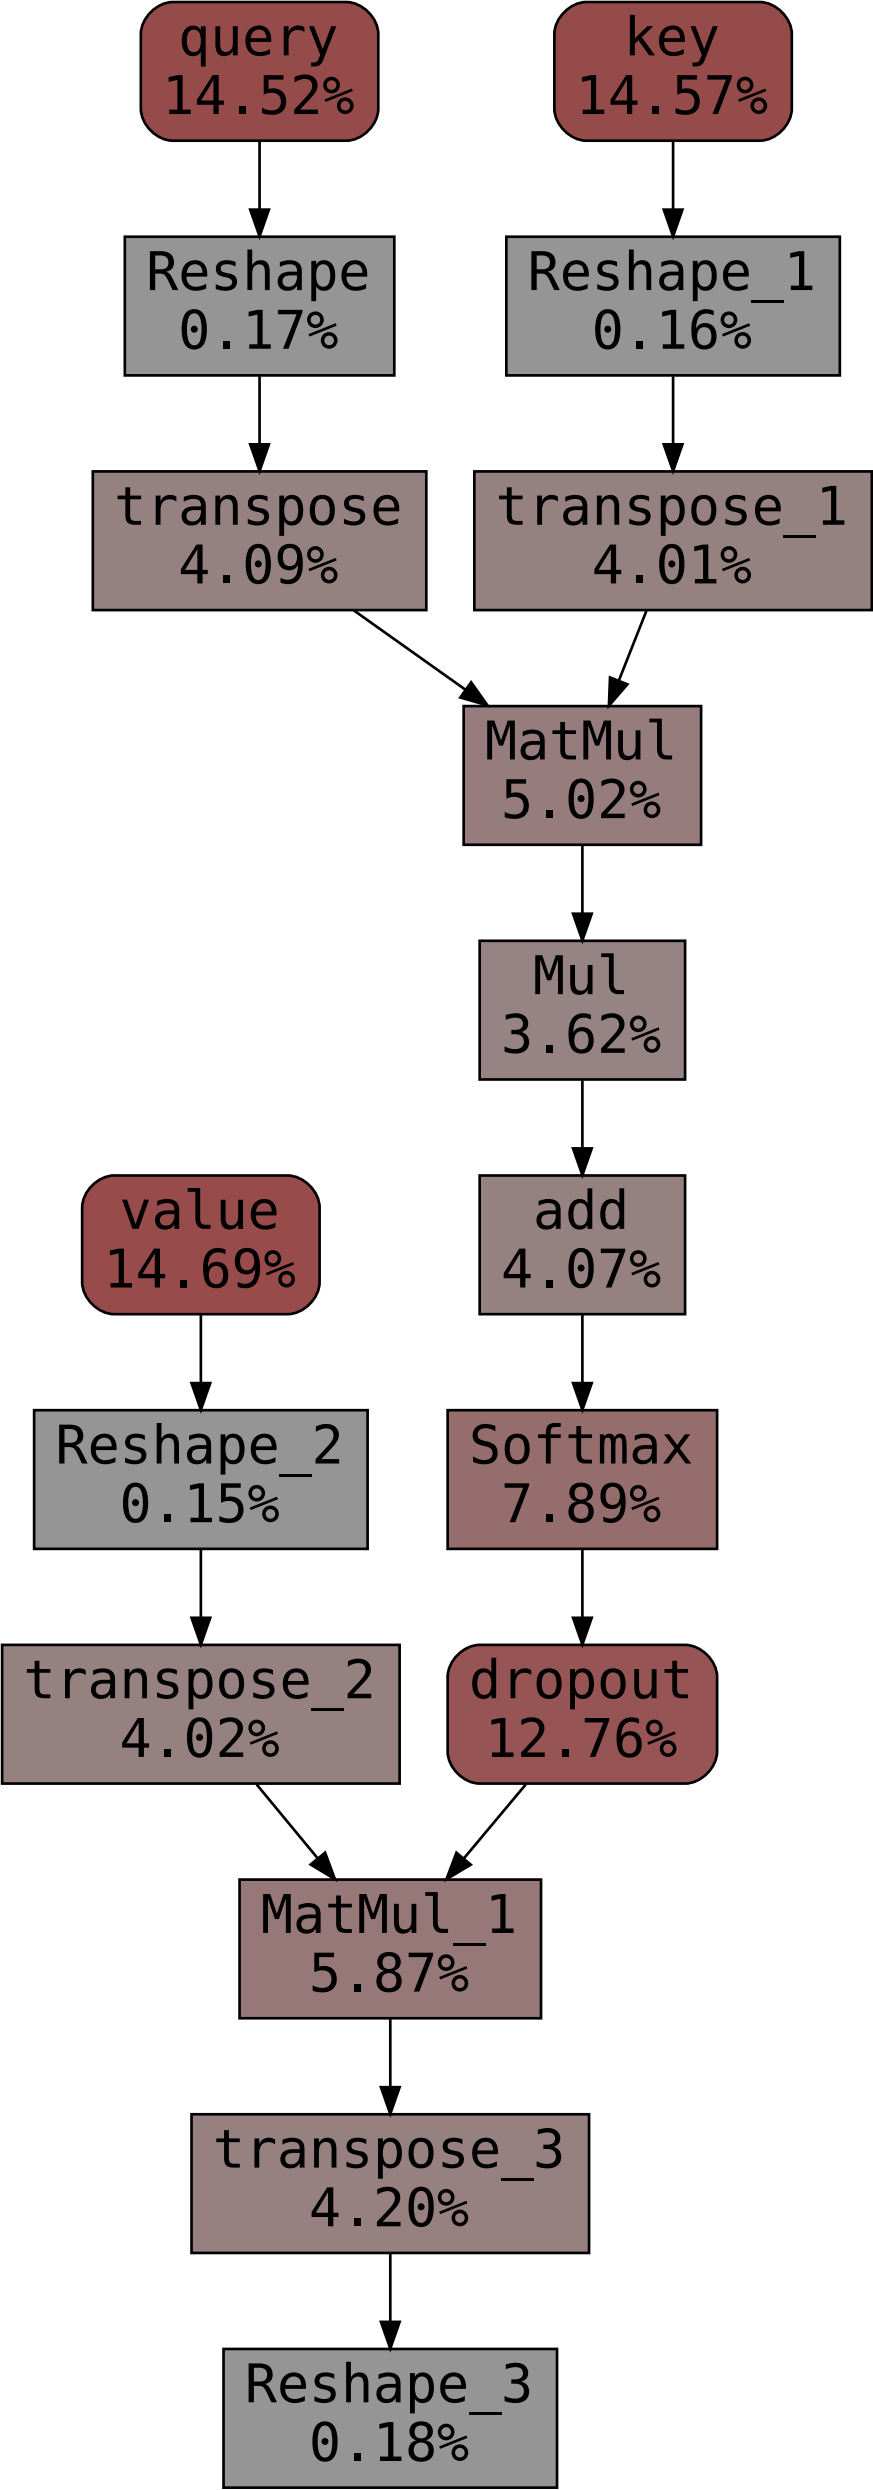 query
14.52%
key
14.57%
Reshape
0.17%
Reshape_1
0.16%
transpose
4.09%
transpose_1
4.01%
MatMul
5.02%
Mul
3.62%
value
14.69%
add
4.07%
Reshape_2
0.15%
Softmax
7.89%
transpose_2
4.02%
dropout
12.76%
MatMul_1
5.87%
transpose_3
4.20%
Reshape_3
0.18%